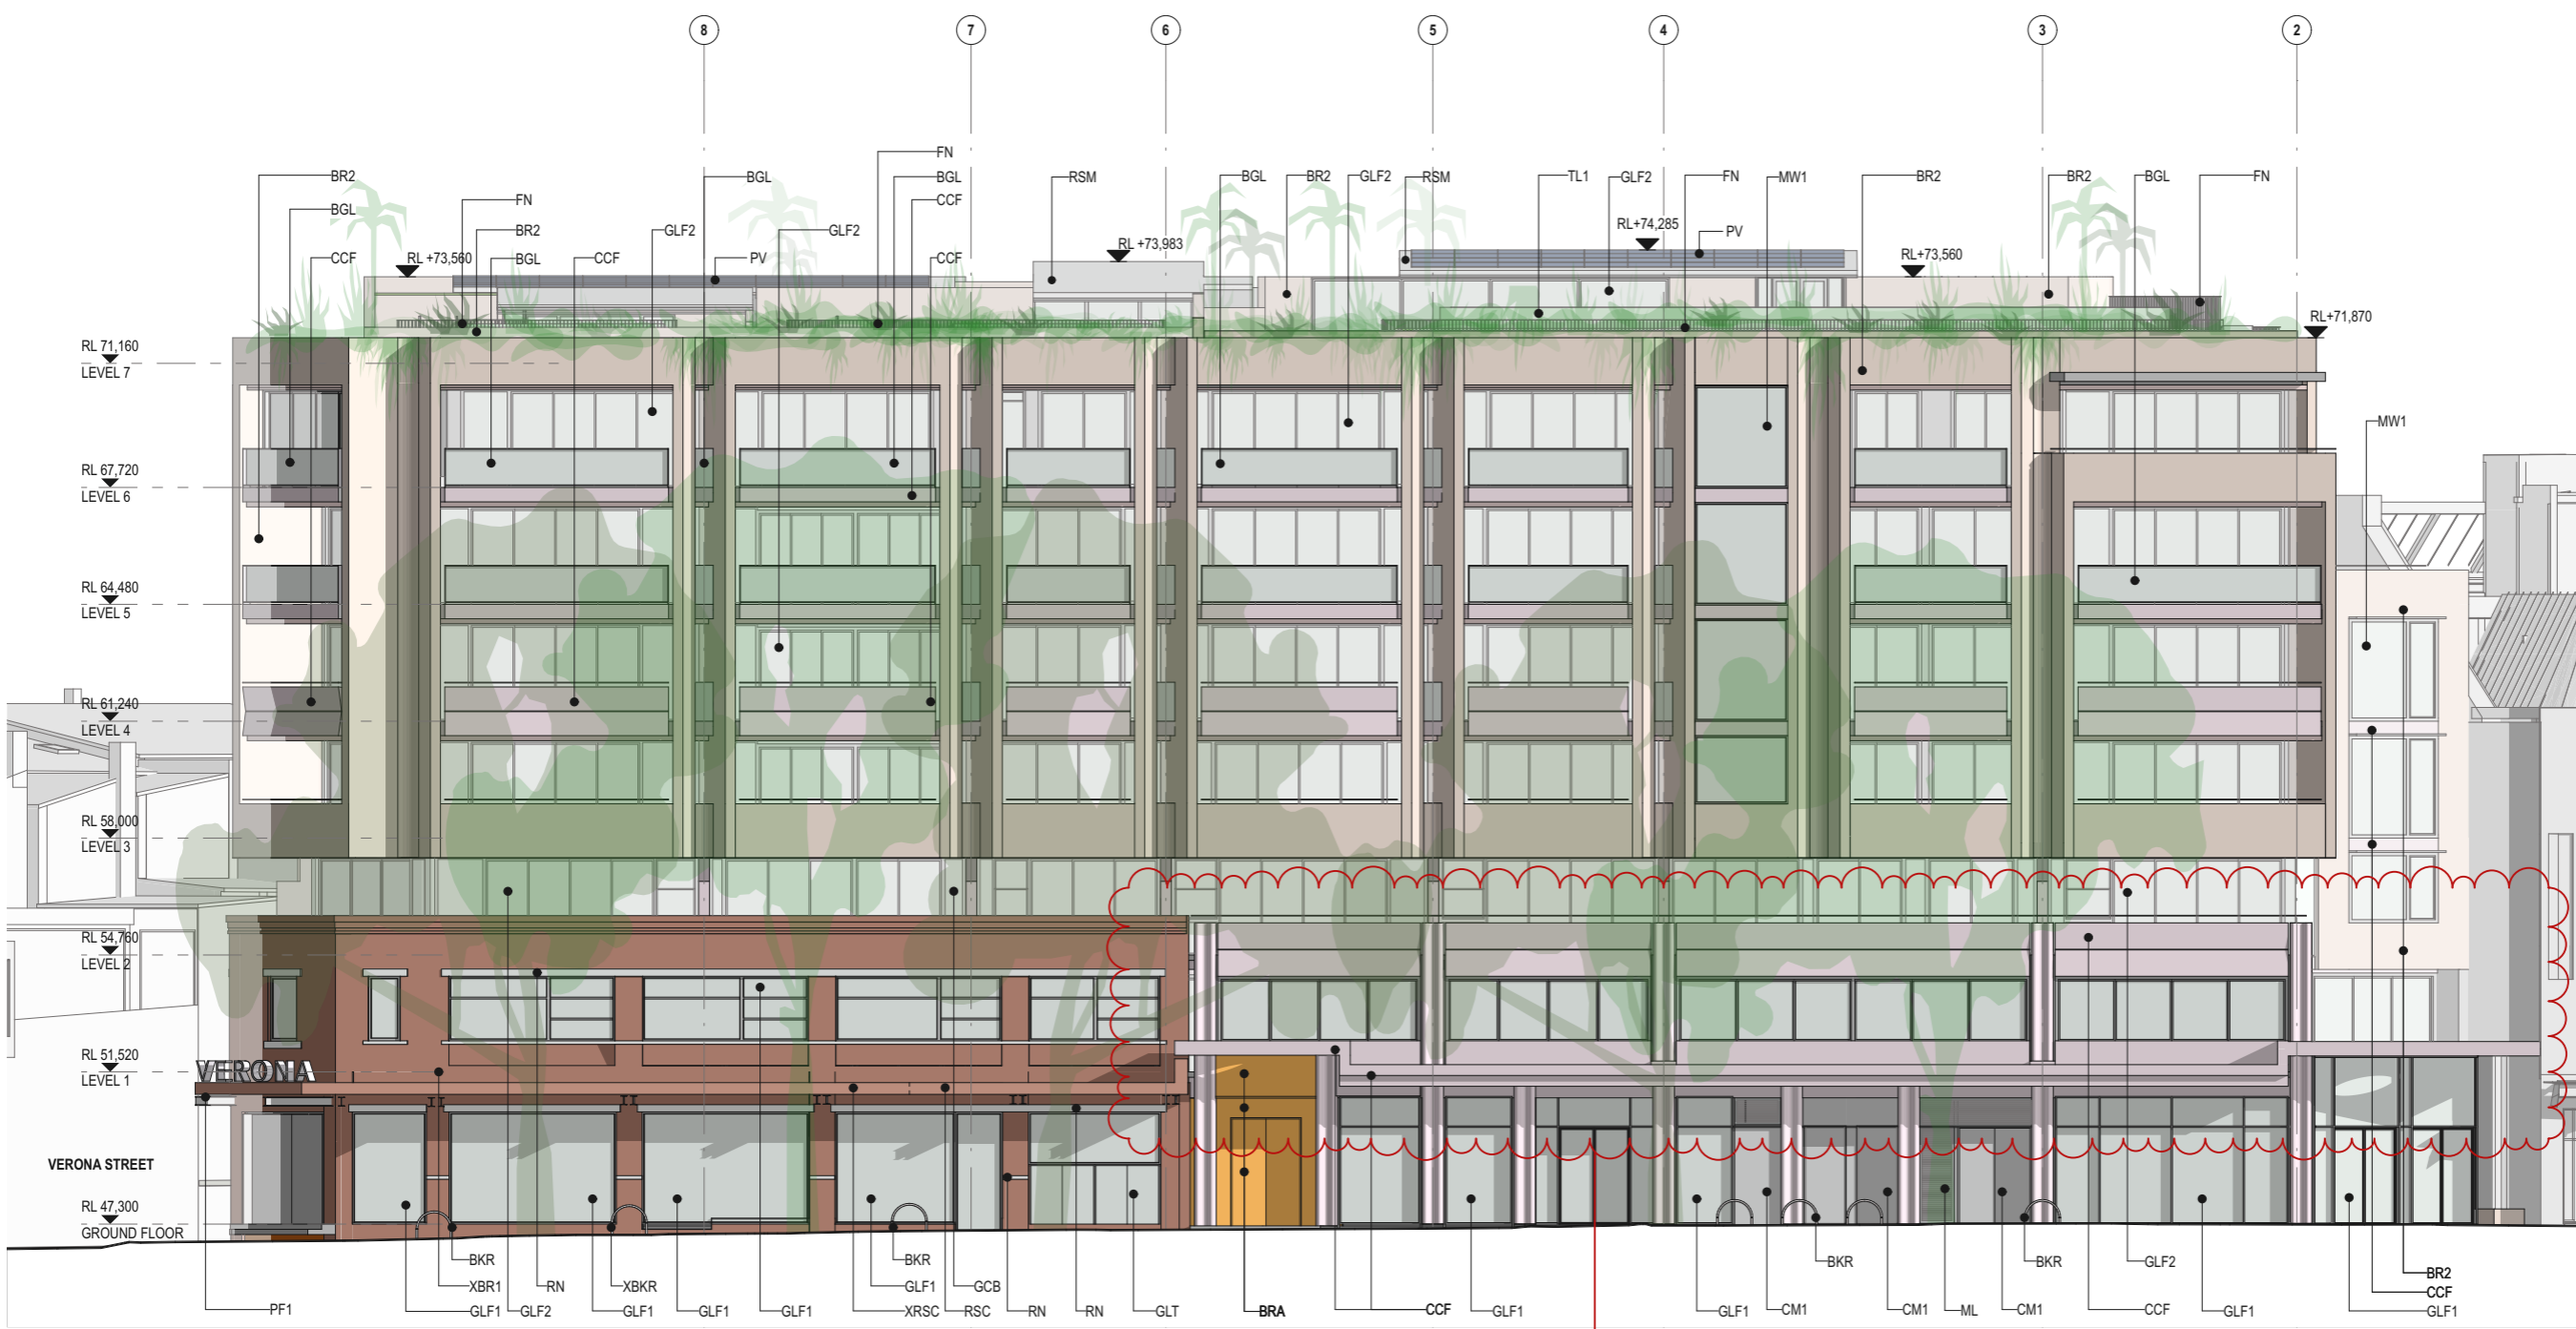 8 7 6 5 4 3 2
FN
BR2 BGL BGL RSM BGL BR2 GLF2 RSM TL1 GLF2 FN MW1 BR2 BR2 BGL FN
BGL FN CCF
BR2 GLF2 GLF2 RL+74,285 PV
CCF RL +73,560 BGL CCF PV CCF RL +73,983 RL+73,560
RL+71,870
RL 71,160
LEVEL 7
MW1
RL 67,720
LEVEL 6
RL 64,480
LEVEL 5
RL 61,240
LEVEL 4
RL 58,000
LEVEL 3
RL 54,760
LEVEL 2
RL 51,520
LEVEL 1
VERONA
VERONA STREET
RL 47,300
GROUND FLOOR
BKR BKR BKR BKR GLF2
XBR1 RN XBKR GLF1 GCB BR2
CCF
PF1 GLF1 GLF2 GLF1 GLF1 GLF1 XRSC RSC RN RN GLT BRA CCF GLF1 GLF1 CM1 CM1 ML CM1 CCF GLF1 GLF1